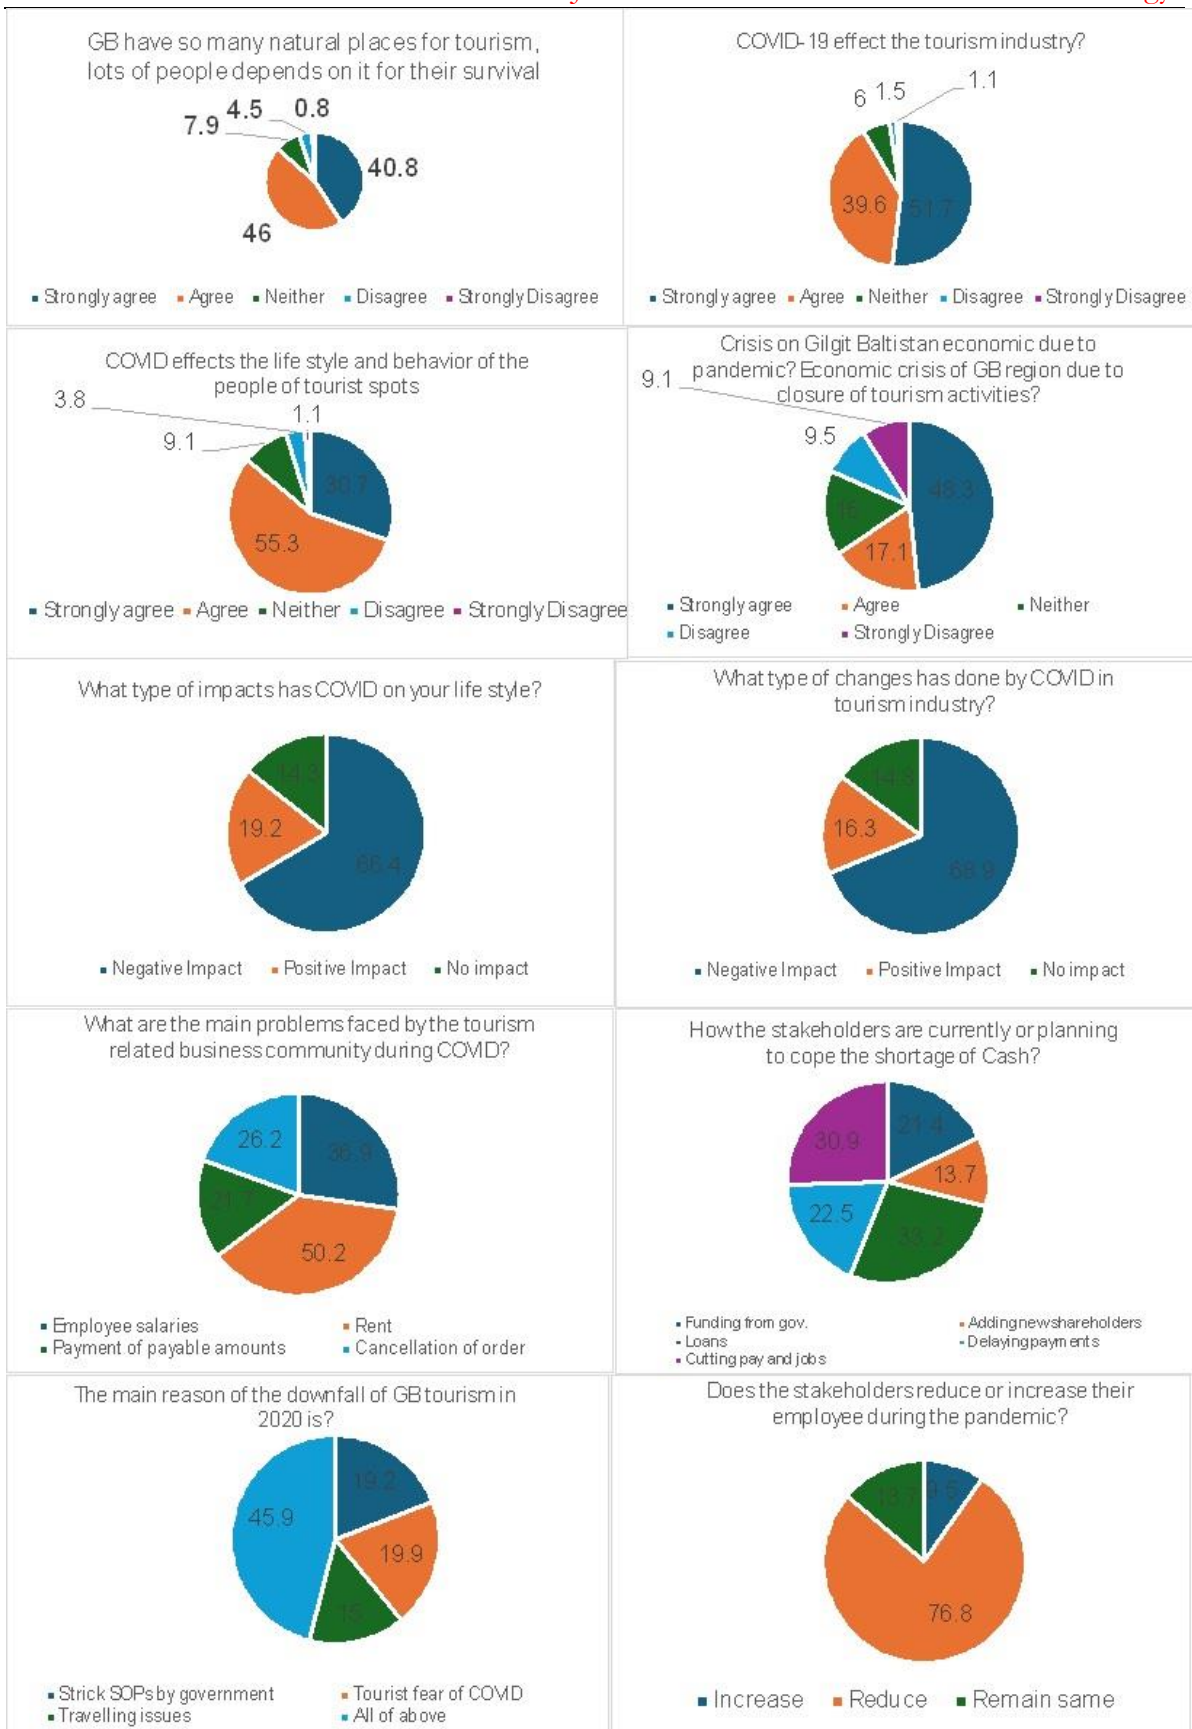 GB have so many natural places for tourism,
lots of people depends on it for their survival
4.5 0.8
7.9
40.8
46
Strongly agree Agree Neither Disagree Strongly Disagree
COVID-19 effect the tourism industry?
1.1
6 1.5
39.6 51.7
Strongly agree Agree Neither Disagree Strongly Disagree
COVID effects the life style and behavior of the
people of tourist spots
3.8
1.1
9.1
30.7
55.3
Strongly agree Agree Neither Disagree Strongly Disagree
Crisis on Gilgit Baltistan economic due to
pandemic? Economic crisis of GB region due to
closure of tourism activities?
9.1
9.5
48.3
16
17.1
Strongly agree Agree Neither
Disagree Strongly Disagree
What type of impacts has COVID on your life style?
14.3
19.2
66.4
Negative Impact Positive Impact No impact
What type of changes has done by COVID in
tourism industry?
14.8
16.3
68.9
Negative Impact Positive Impact No impact
What are the main problems faced by the tourism
related business community during COVID?
26.2 36.9
21.7
50.2
Employee salaries Rent
Payment of payable amounts Cancellation of order
How the stakeholders are currently or planning
to cope the shortage of Cash?
21.4
30.9
13.7
22.5
33.2
Funding from gov. Adding new shareholders
Loans Delaying payments
Cutting pay and jobs
The main reason of the downfall of GB tourism in
2020 is?
19.2
45.9
19.9
15
Strick SOPs by government Tourist fear of COVID
Travelling issues All of above
Does the stakeholders reduce or increase their
employee during the pandemic?
13.7 9.5
76.8
Increase Reduce Remain same